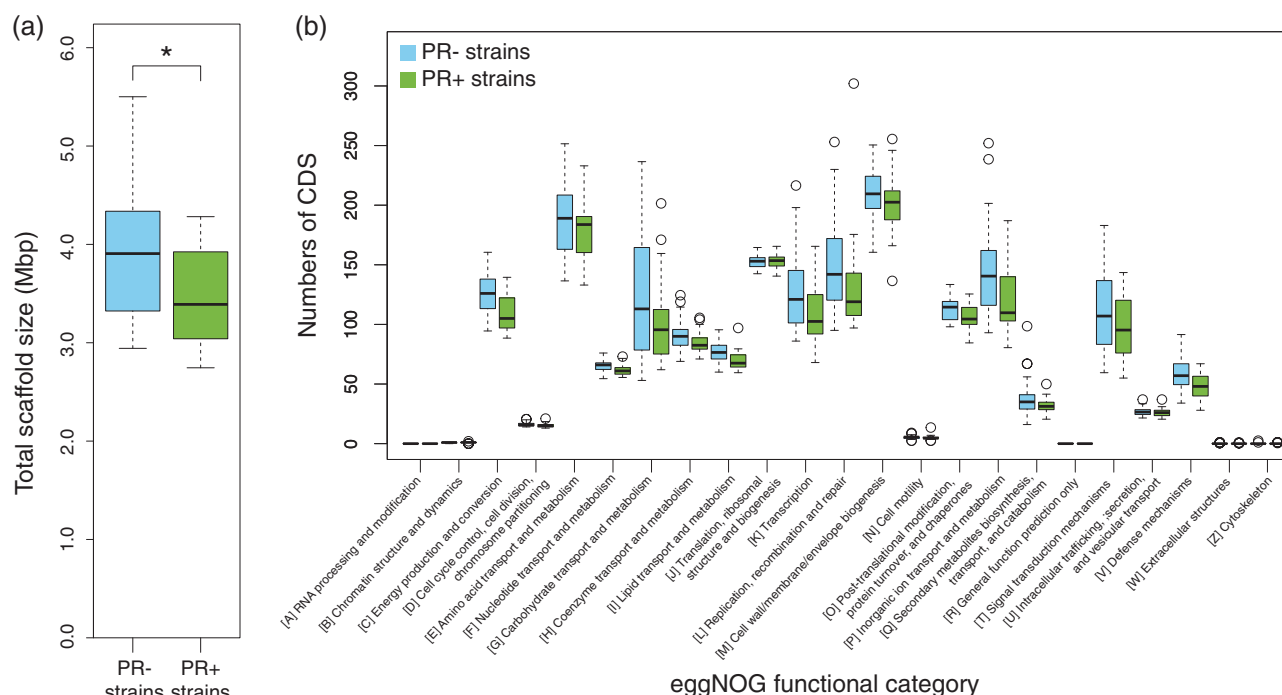 (a)
Total scaffold size (Mbp)
6.0
5.0
4.0
3.0
2.0
1.0
0.0
*
PR-
strains
PR+
strains
(b)
PR- strains
PR+ strains
Numbers of CDS
300
250
200
150
100
50
0
[A] RNA processing and modification
[B] Chromatin structure and dynamics
[C] Energy production and conversion
[D] Cell cycle control, cell division,
chromosome partitioning
[E] Amino acid transport and metabolism
[F] Nucleotide transport and metabolism
[G] Carbohydrate transport and metabolism
[H] Coenzyme transport and metabolism
[I] Lipid transport and metabolism
[J] Translation, ribosomal
structure and biogenesis
[K] Transcription
[L] Replication, recombination and repair
[M] Cell wall/membrane/envelope biogenesis
[N] Cell motility
[O] Post-translational modification,
protein turnover, and chaperones
[P] Inorganic ion transport and metabolism
[Q] Secondary metabolites biosynthesis,
transport, and catabolism
[R] General function prediction only
[T] Signal transduction mechanisms
[U] Intracellular trafficking, :secretion,
and vesicular transport
[V] Defense mechanisms
[W] Extracellular structures
[Z] Cytoskeleton
eggNOG functional category